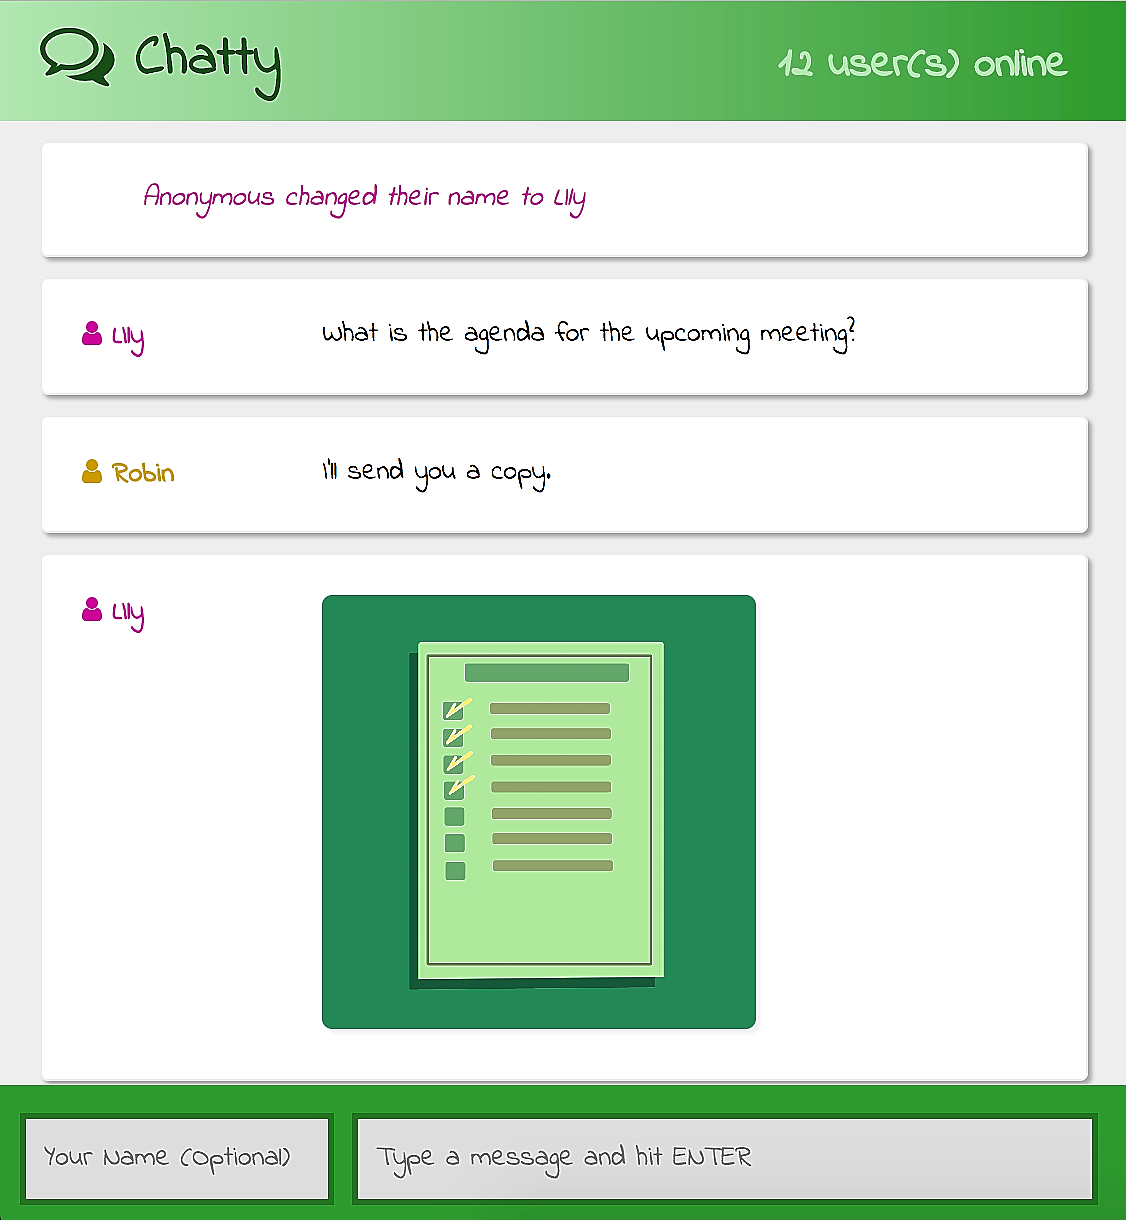 Chatty
12 user(s) online
Anonymous changed their name to Lily
Lily
What is the agenda for the upcoming meeting?
Robin
I'll send you a copy.
Lily
Your Name (Optional)
Type a message and hit ENTER